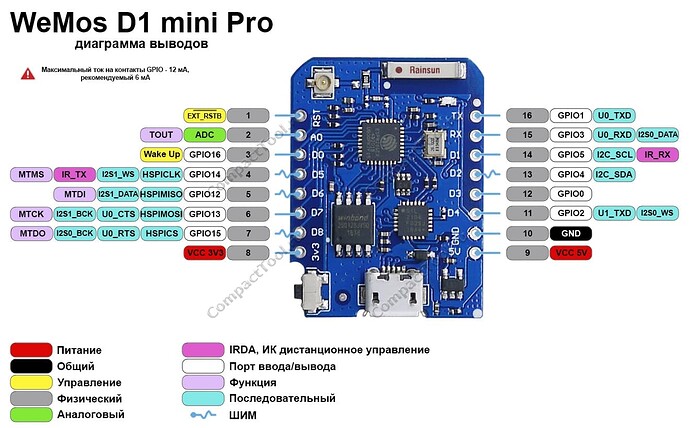 WeMos D1 mini Pro
диаграмма выводов
Максимальный ток на контакты GPIO - 12 мА,
рекомендуемый 6 мА
Rainsun
EXT_RSTB 1 RST TX 16 GPIO1 U0_TXD
TOUT ADC 2 A0 RX 15 GPIO3 U0_RXD I2S0_DATA
Wake Up GPIO16 3 D0 D1 14 GPIO5 I2C_SCL IR_RX
MTMS IR_TX I2S1_WS HSPICLK GPIO14 4 D5 D2 13 GPIO4 I2C_SDA
MTDI I2S1_DATA HSPIMISO GPIO12 5 D6 D3 12 GPIO0
MTCK I2S1_BCK U0_CTS HSPIMOSI GPIO13 6 D7 D4 11 GPIO2 U1_TXD I2S0_WS
MTDO I2S0_BCK U0_RTS HSPICS GPIO15 7 D8 GND 10 GND
VCC 3V3 8 3v3 5V 9 VCC 5V
winbond
CompactTool
CompactTool
CompactTool
Питание
Общий
Управление
Физический
Аналоговый
IRDA, ИК дистанционное управление
Порт ввода/вывода
Функция
Последовательный
ШИМ